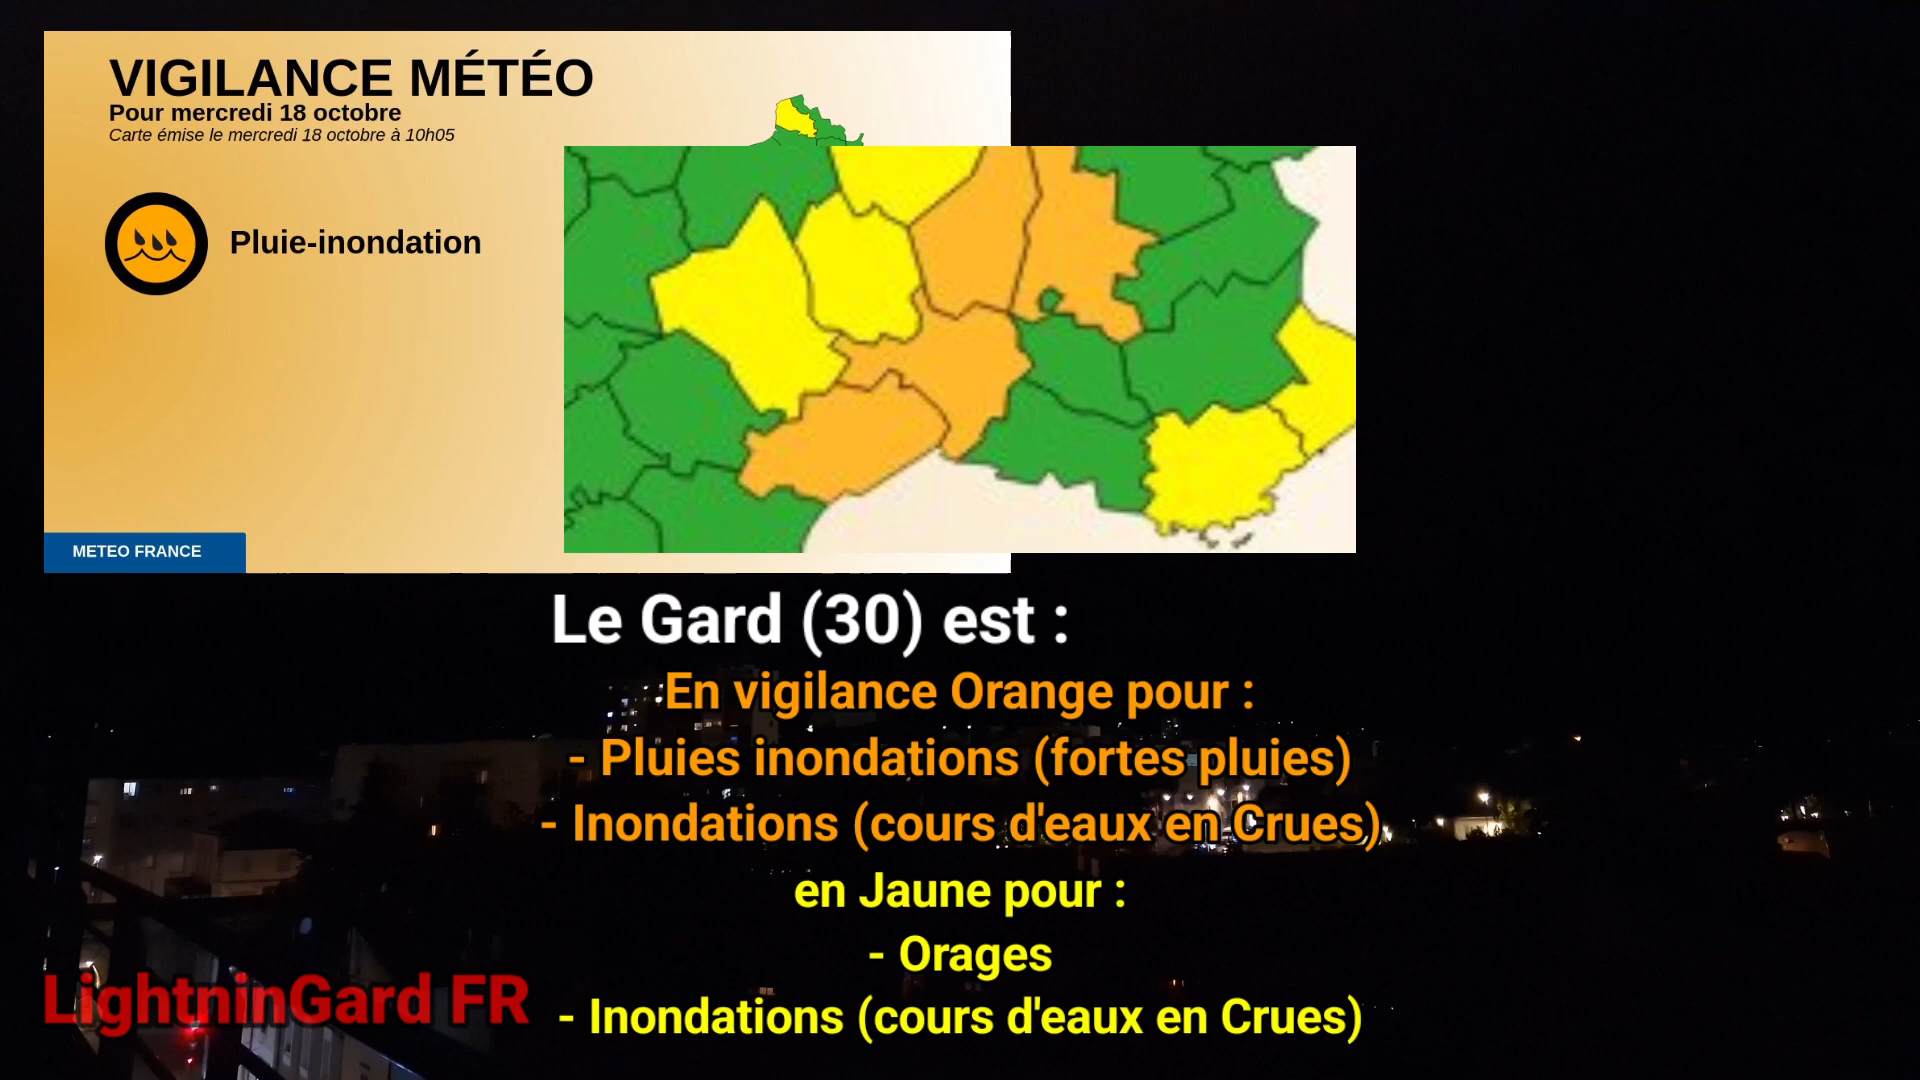 VIGILANCE MÉTÉO
Pour mercredi 18 octobre
Carte émise le mercredi 18 octobre à 10h05
Pluie-inondation
METEO FRANCE
Le Gard (30) est :
En vigilance Orange pour :
- Pluies inondations (fortes pluies)
- Inondations (cours d'eaux en Crues)
en Jaune pour :
- Orages
- Inondations (cours d'eaux en Crues)
LightninGard FR